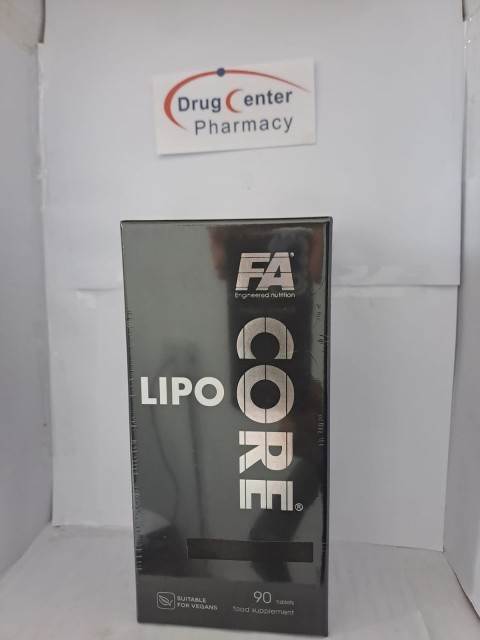 Drug Center
Pharmacy
FA®
Engineered nutrition
LIPO
CORE®
SUITABLE
FOR VEGANS
90 tablets
food supplement